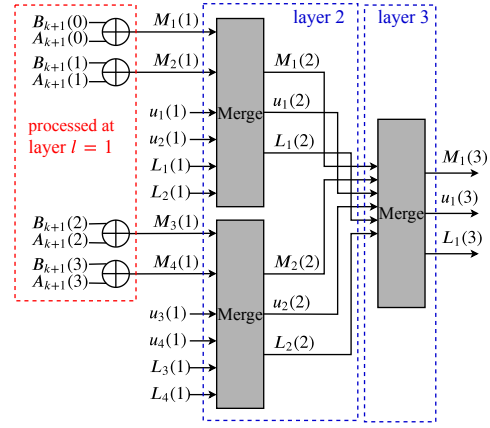 layer 2
layer 3
B_{k+1}(0)
A_{k+1}(0)
M_1(1)
B_{k+1}(1)
A_{k+1}(1)
M_2(1)
M_1(2)
u_1(1)
u_1(2)
Merge
processed at
layer l = 1
u_2(1)
L_1(2)
L_1(1)
L_2(1)
M_1(3)
B_{k+1}(2)
A_{k+1}(2)
M_3(1)
u_1(3)
Merge
B_{k+1}(3)
A_{k+1}(3)
M_4(1)
M_2(2)
L_1(3)
u_3(1)
u_2(2)
Merge
u_4(1)
L_2(2)
L_3(1)
L_4(1)